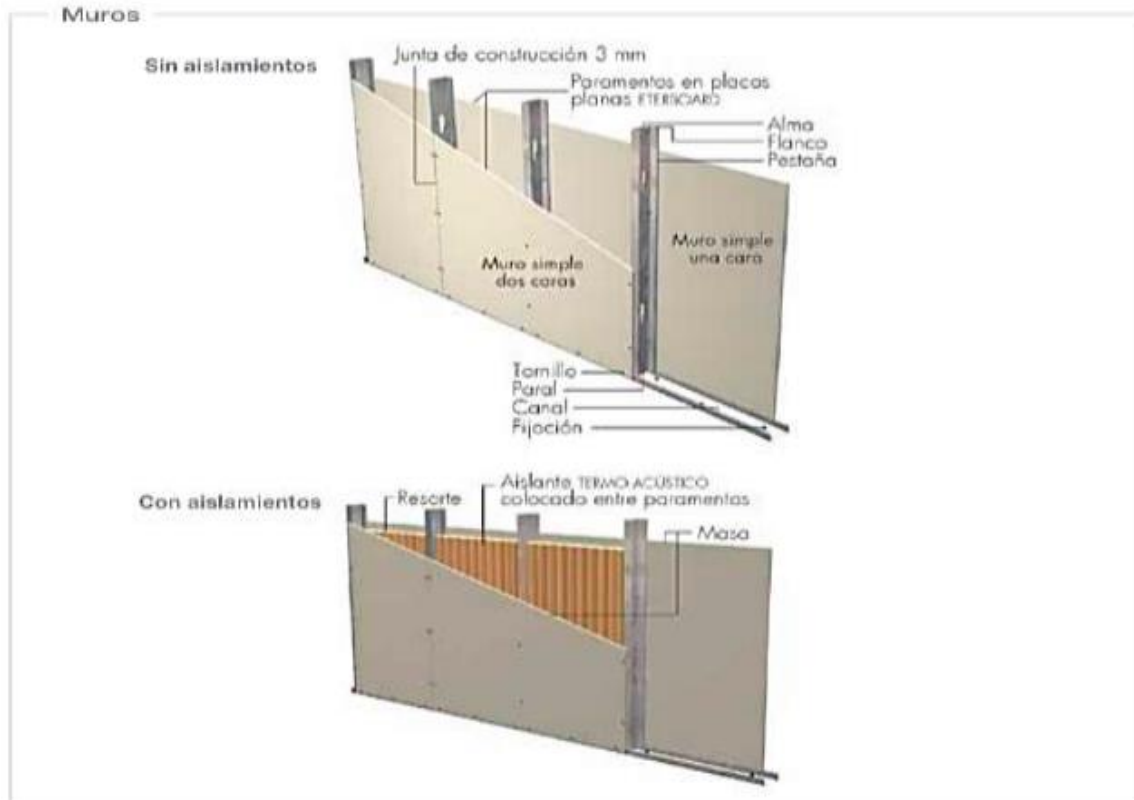 Muros
Sin aislamientos
Junta de construcción 3 mm
Paramentos en placas
planas ETERBOARD
Alma
Flanco
Pestaña
Muro simple
una cara
Muro simple
dos caras
Tornillo
Paral
Canal
Fijación
Con aislamientos
Resorte
Aislante TERMO ACÚSTICO
colocado entre paramentos
Masa